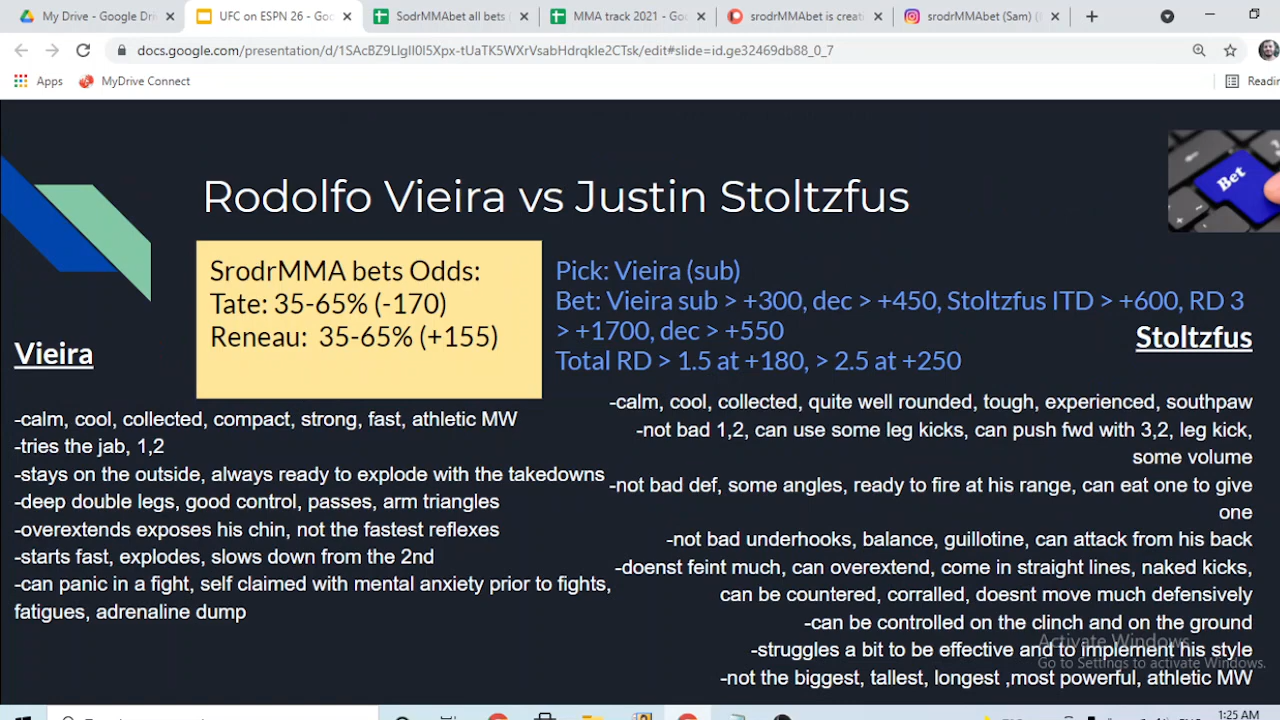 My Drive - Google Dri
UFC on ESPN 26 - Goo
SodrMMAbet all bets
MMA track 2021 - Goo
srodrMMAbet is creati
srodrMMAbet (Sam) (
docs.google.com/presentation/d/1SAcBZ9LlglI0I5Xpx-tUaTK5WXrVsabHdrqkle2CTsk/edit#slide=id.ge32469db88_0_7
Apps
MyDrive Connect
Readin
Bet
Rodolfo Vieira vs Justin Stoltzfus
SrodrMMA bets Odds:
Tate: 35-65% (-170)
Reneau: 35-65% (+155)
Pick: Vieira (sub)
Bet: Vieira sub > +300, dec > +450, Stoltzfus ITD > +600, RD 3
> +1700, dec > +550
Total RD > 1.5 at +180, > 2.5 at +250
Vieira
-calm, cool, collected, compact, strong, fast, athletic MW
-tries the jab, 1,2
-stays on the outside, always ready to explode with the takedowns
-deep double legs, good control, passes, arm triangles
-overextends exposes his chin, not the fastest reflexes
-starts fast, explodes, slows down from the 2nd
-can panic in a fight, self claimed with mental anxiety prior to fights,
fatigues, adrenaline dump
Stoltzfus
-calm, cool, collected, quite well rounded, tough, experienced, southpaw
-not bad 1,2, can use some leg kicks, can push fwd with 3,2, leg kick,
some volume
-not bad def, some angles, ready to fire at his range, can eat one to give
one
-not bad underhooks, balance, guillotine, can attack from his back
-doenst feint much, can overextend, come in straight lines, naked kicks,
can be countered, corralled, doesnt move much defensively
-can be controlled on the clinch and on the ground
-struggles a bit to be effective and to implement his style
-not the biggest, tallest, longest ,most powerful, athletic MW
Activate Windows
Go to Settings to activate Windows.
1:25 AM